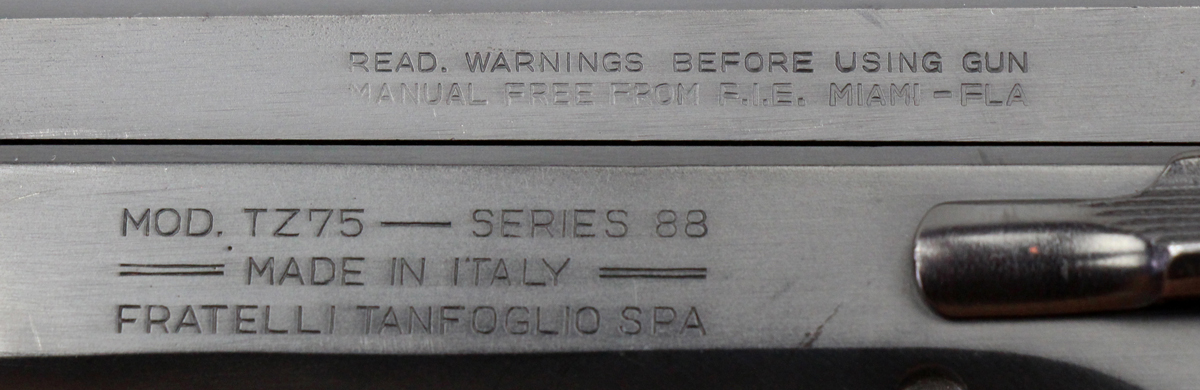 READ. WARNINGS BEFORE USING GUN
MANUAL FREE FROM F.I.E. MIAMI - FLA
MOD. TZ75 — SERIES 88
MADE IN ITALY
FRATELLI TANFOGLIO SPA